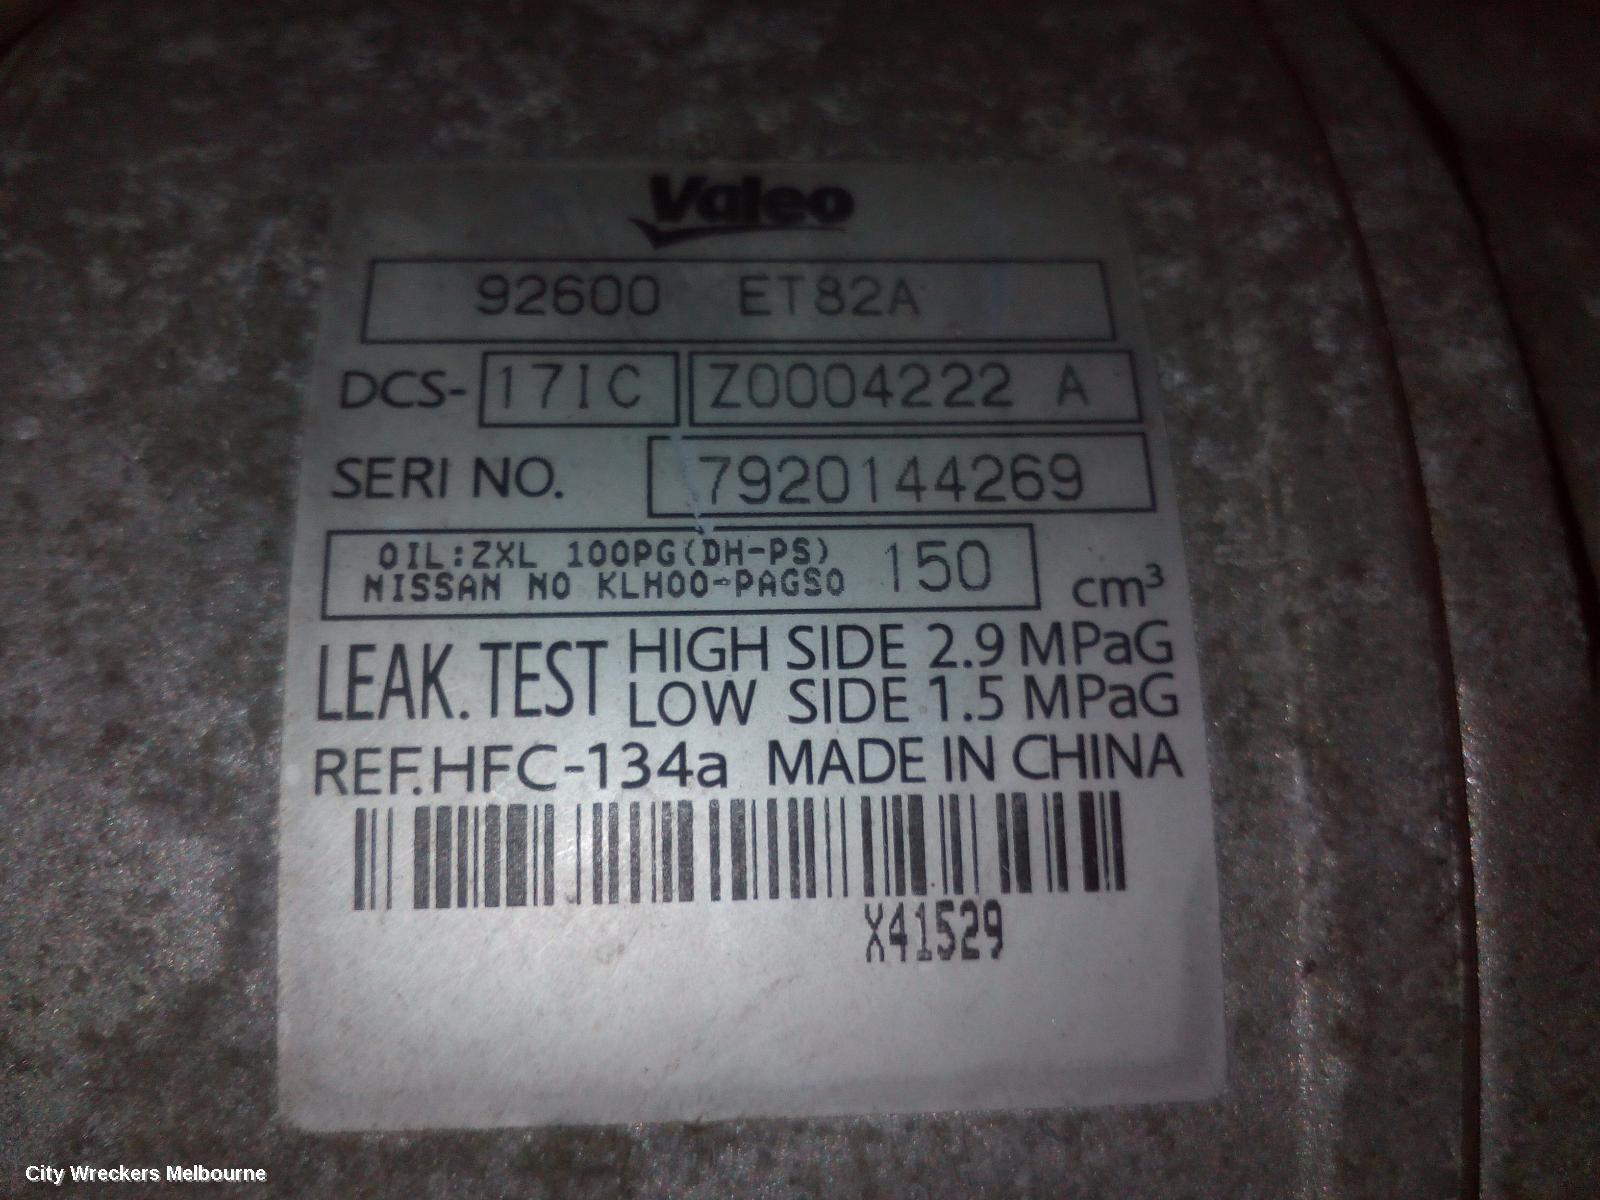 Valeo
92600 ET82A
DCS- 17IC Z0004222 A
SERI NO. 7920144269
OIL:ZXL 100PG(DH-PS)
NISSAN NO KLH00-PAGS0 150 cm³
LEAK. TEST HIGH SIDE 2.9 MPaG
LOW SIDE 1.5 MPaG
REF.HFC-134a MADE IN CHINA
X41529
City Wreckers Melbourne